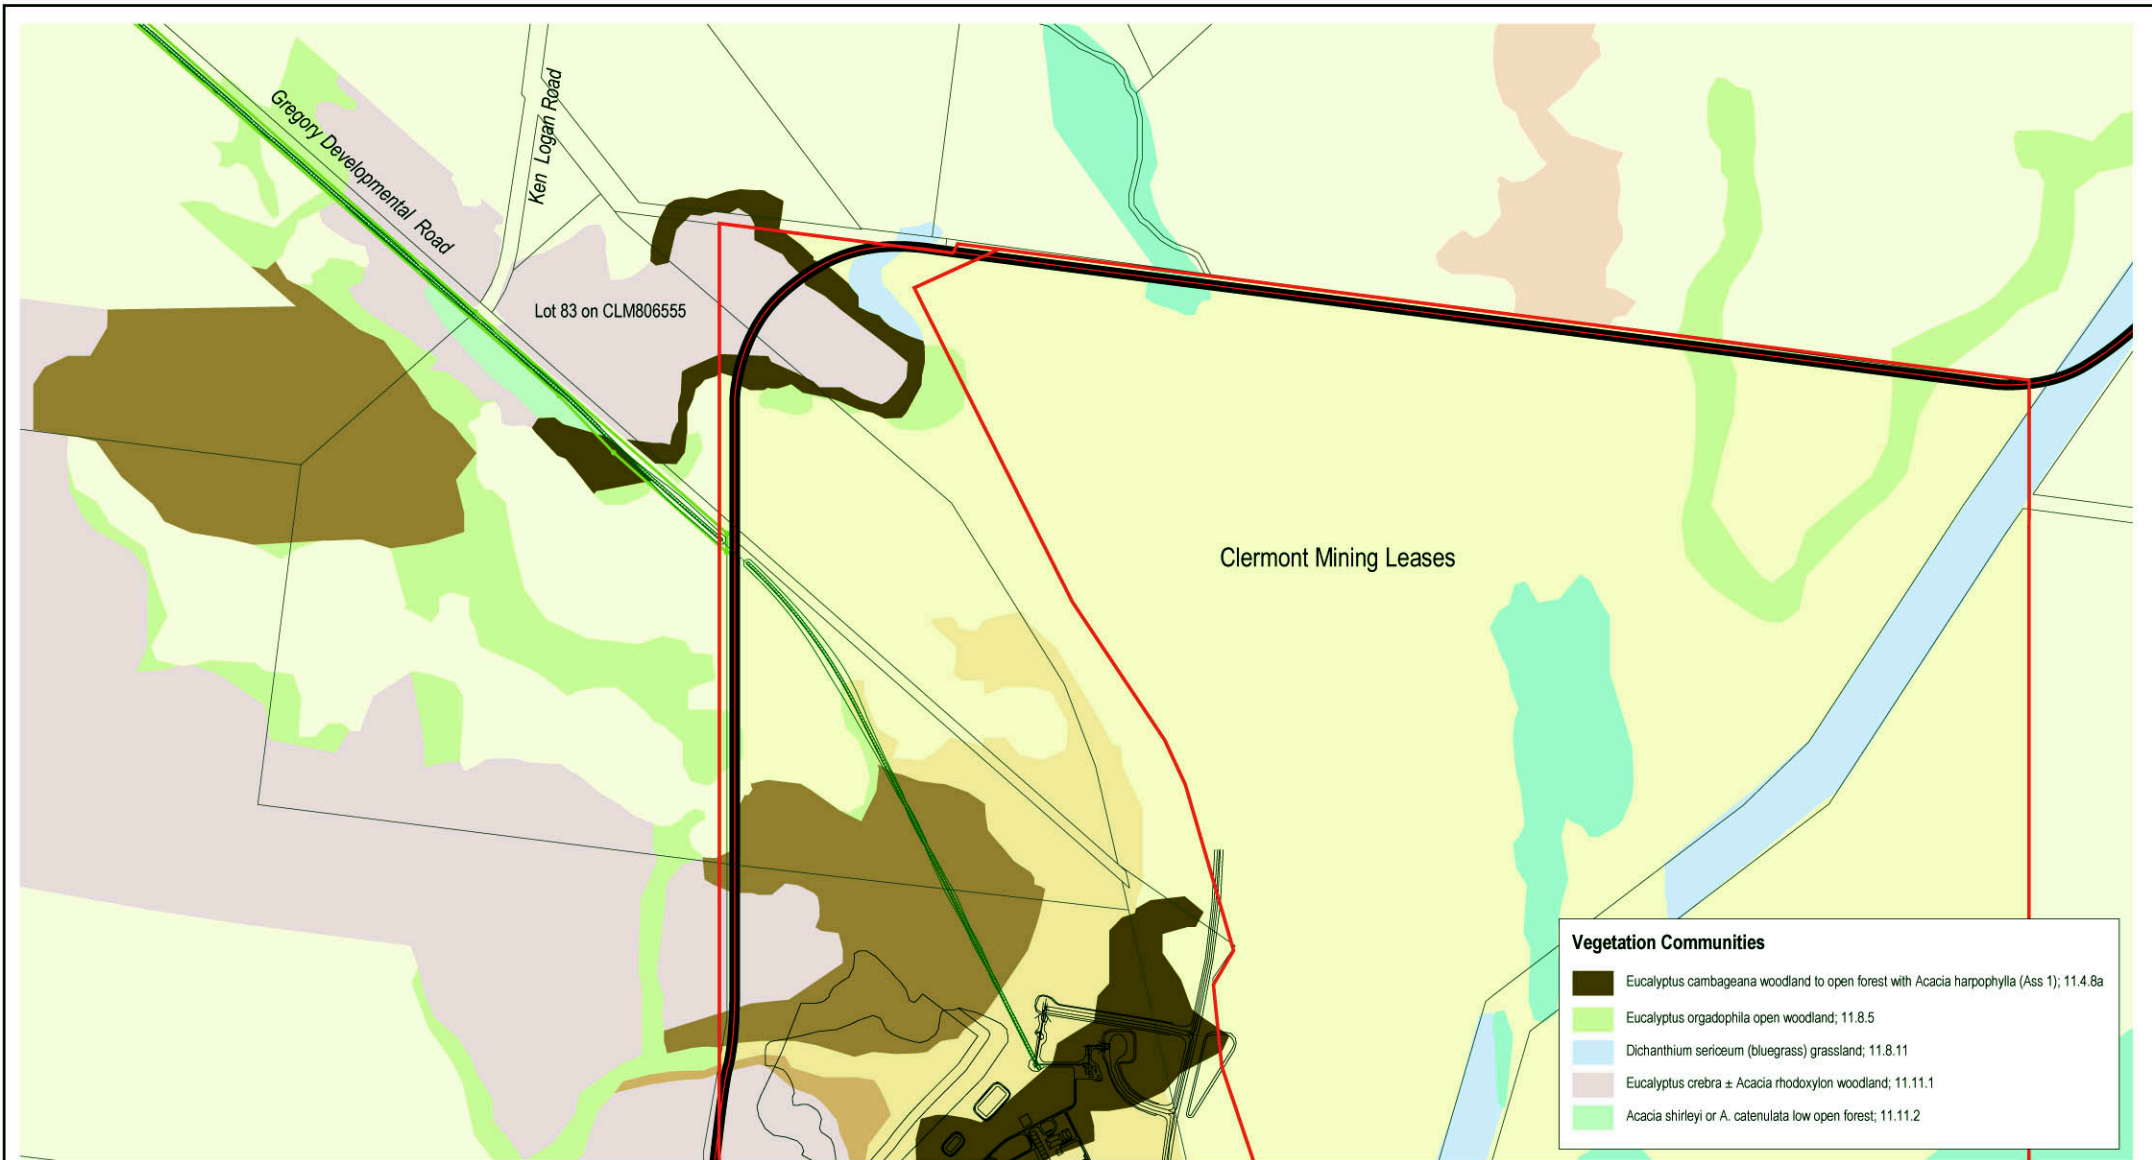 Gregory Developmental Road
Ken Logan Road
Lot 83 on CLM806555
Clermont Mining Leases
Vegetation Communities
Eucalyptus cambageana woodland to open forest with Acacia harpophylla (Ass 1); 11.4.8a
Eucalyptus orgadophila open woodland; 11.8.5
Dichanthium sericeum (bluegrass) grassland; 11.8.11
Eucalyptus crebra ± Acacia rhodoxylon woodland; 11.11.1
Acacia shirleyi or A. catenulata low open forest; 11.11.2